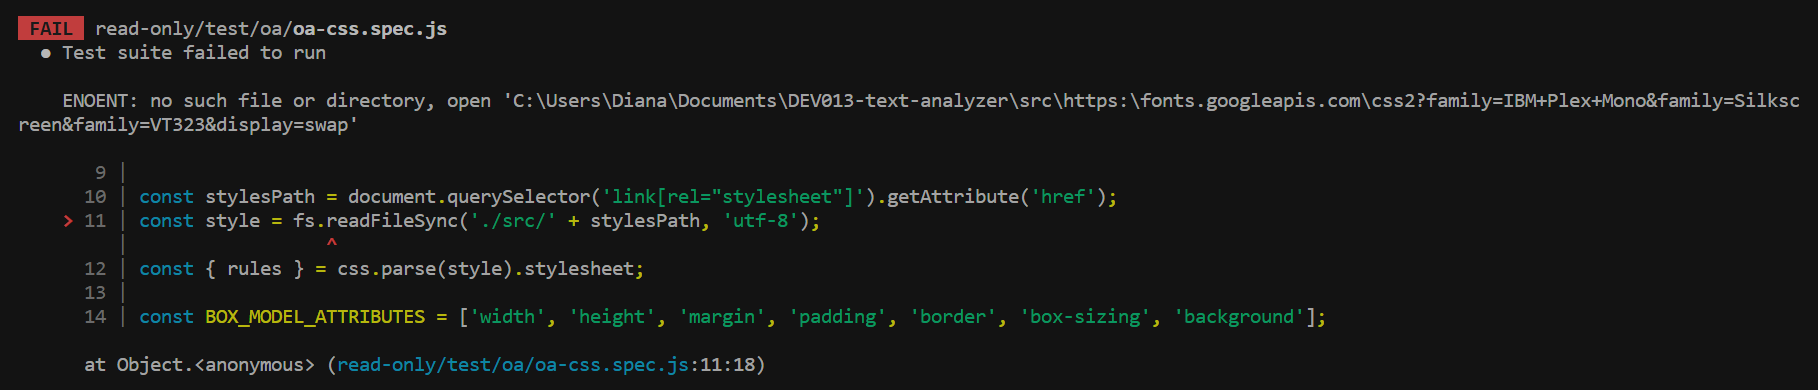 FAIL read-only/test/oa/oa-css.spec.js
● Test suite failed to run
ENOENT: no such file or directory, open 'C:\Users\Diana\Documents\DEV013-text-analyzer\src\https:\fonts.googleapis.com\css2?family=IBM+Plex+Mono&family=Silksc
reen&family=VT323&display=swap'
9 |
10 | const stylesPath = document.querySelector('link[rel="stylesheet"]').getAttribute('href');
> 11 | const style = fs.readFileSync('./src/' + stylesPath, 'utf-8');
| ^
12 | const { rules } = css.parse(style).stylesheet;
13 |
14 | const BOX_MODEL_ATTRIBUTES = ['width', 'height', 'margin', 'padding', 'border', 'box-sizing', 'background'];
at Object.<anonymous> (read-only/test/oa/oa-css.spec.js:11:18)